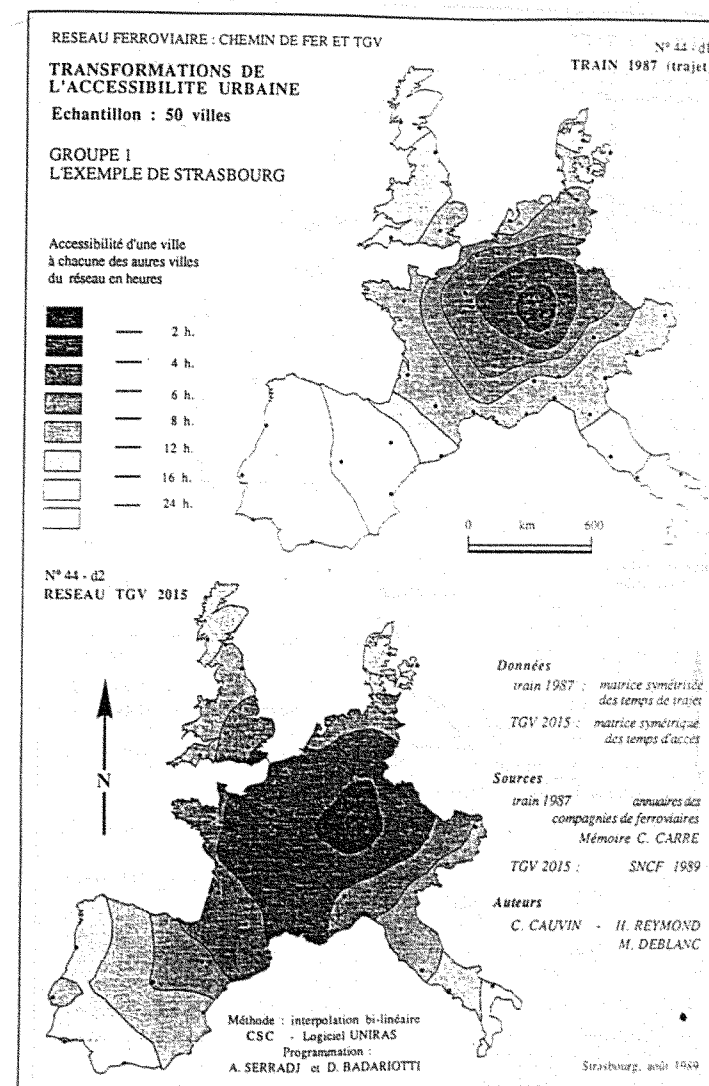 RESEAU FERROVIAIRE : CHEMIN DE FER ET TGV
TRANSFORMATIONS DE
L'ACCESSIBILITE URBAINE
Echantillon : 50 villes
GROUPE 1
L'EXEMPLE DE STRASBOURG
N° 44 - d1
TRAIN 1987 (trajet
Accessibilité d'une ville
à chacune des autres villes
du réseau en heures
2 h.
4 h.
6 h.
8 h.
12 h.
16 h.
24 h.
0 km 600
N° 44 - d2
RESEAU TGV 2015
N
Données
train 1987 : matrice symétrisée
des temps de trajet
TGV 2015 : matrice symétrique
des temps d'accès
Sources
train 1987 annuaires des
compagnies de ferroviaires
Mémoire C. CARRE
TGV 2015 : SNCF 1989
Auteurs
C. CAUVIN - H. REYMOND
M. DEBLANC
Méthode : interpolation bi-linéaire
CSC - Logiciel UNIRAS
Programmation :
A. SERRADJ et D. BADARIOTTI
Strasbourg, août 1989